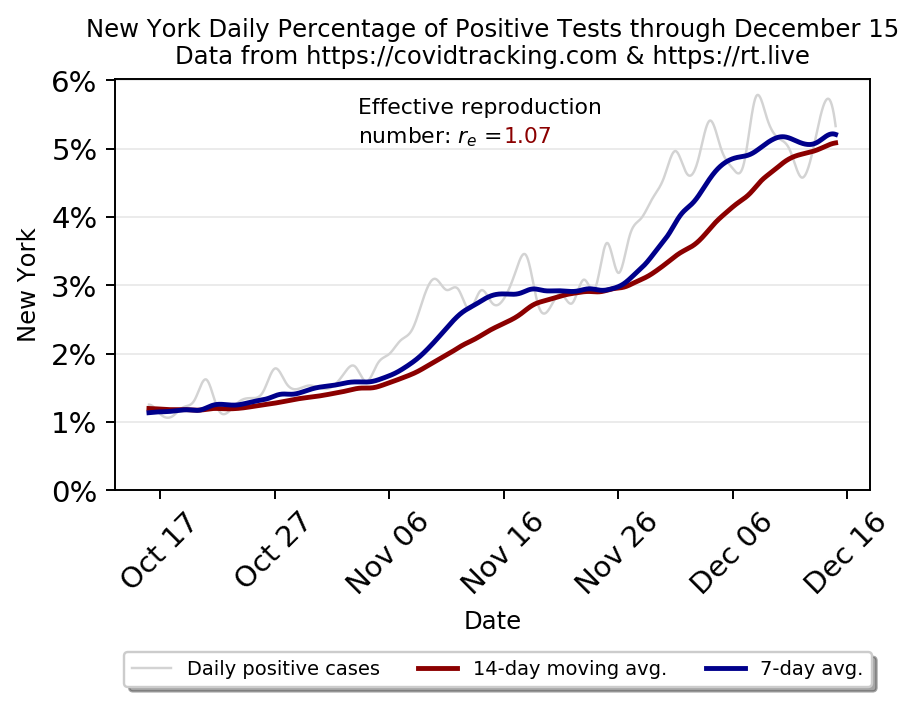 New York Daily Percentage of Positive Tests through December 15
Data from https://covidtracking.com & https://rt.live
6%
5%
4%
3%
2%
1%
0%
New York
Effective reproduction
number: rₑ =1.07
Oct 17
Oct 27
Nov 06
Nov 16
Nov 26
Dec 06
Dec 16
Date
Daily positive cases
14-day moving avg.
7-day avg.